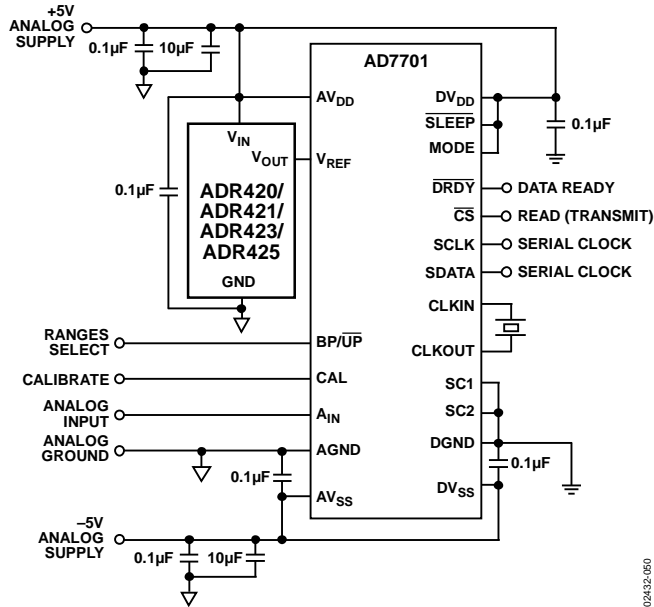 +5V
ANALOG
SUPPLY
0.1µF
10µF
AD7701
AVDD
DVDD
SLEEP
MODE
0.1µF
VIN
VOUT
VREF
0.1µF
ADR420/
ADR421/
ADR423/
ADR425
GND
DRDY
DATA READY
CS
READ (TRANSMIT)
SCLK
SERIAL CLOCK
SDATA
SERIAL CLOCK
CLKIN
CLKOUT
RANGES
SELECT
BP/UP
CALIBRATE
CAL
SC1
ANALOG
INPUT
AIN
SC2
ANALOG
GROUND
AGND
DGND
0.1µF
0.1µF
AVSS
DVSS
–5V
ANALOG
SUPPLY
0.1µF
10µF
02432-050